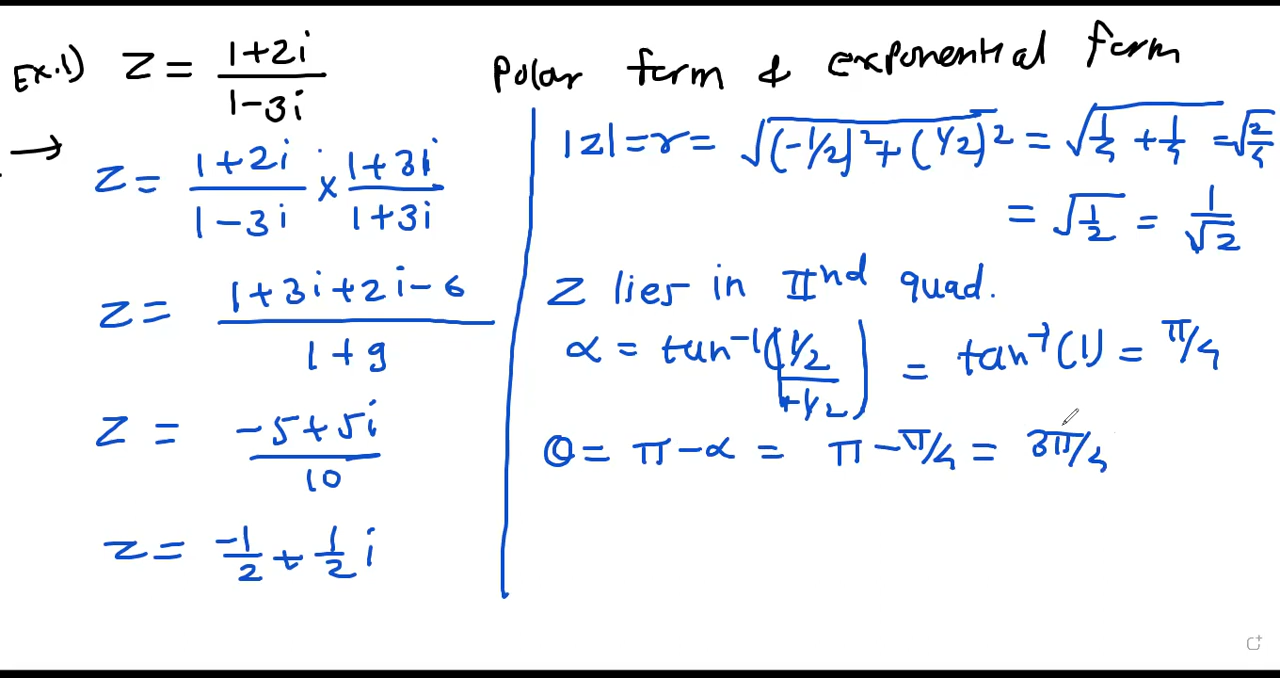 Ex.1) Z = (1+2i)/(1-3i)
Polar form & exponential form
→ Z = (1+2i)/(1-3i) × (1+3i)/(1+3i)
Z = (1+3i+2i-6)/(1+9)
Z = (-5+5i)/10
Z = -1/2 + 1/2 i
|Z| = r = √((-1/2)² + (1/2)²) = √(1/4 + 1/4) = √(2/4)
= √(1/2) = 1/√2
Z lies in IInd quad.
α = tan⁻¹((1/2)/(+1/2)) = tan⁻¹(1) = π/4
θ = π - α = π - π/4 = 3π/4